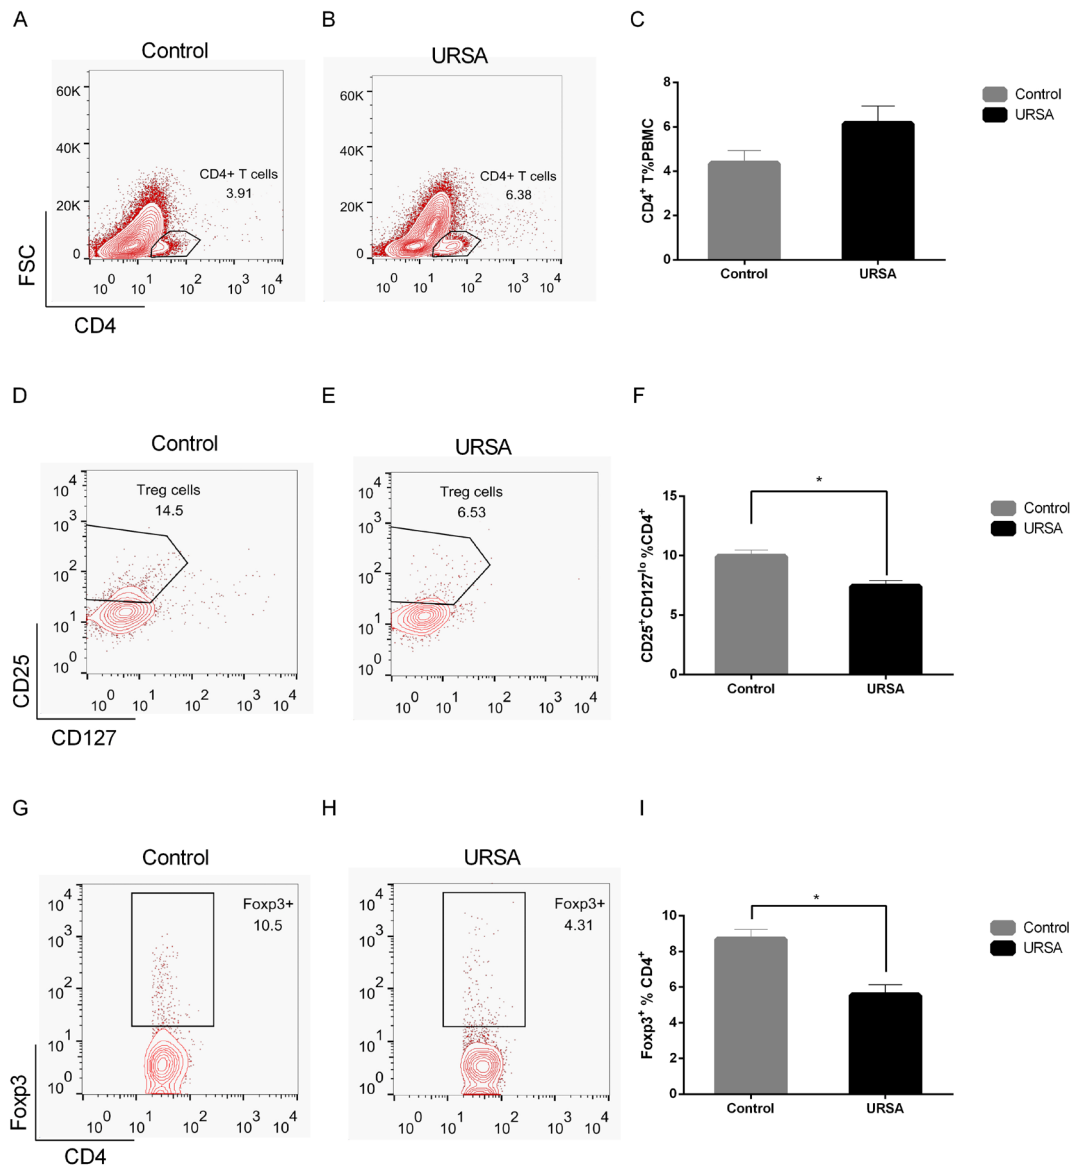 A
B
C
Control
URSA
60K
40K
20K
0
CD4+ T cells
3.91
10^0 10^1 10^2 10^3 10^4
FSC
CD4
60K
40K
20K
0
CD4+ T cells
6.38
10^0 10^1 10^2 10^3 10^4
CD4^+ T%PBMC
8
6
4
2
0
Control URSA
Control
URSA
D
E
F
Control
URSA
10^4
10^3
10^2
10^1
10^0
Treg cells
14.5
10^0 10^1 10^2 10^3 10^4
CD25
CD127
10^4
10^3
10^2
10^1
10^0
Treg cells
6.53
10^0 10^1 10^2 10^3 10^4
CD25^+CD127^lo %CD4^+
15
10
5
0
*
Control URSA
Control
URSA
G
H
I
Control
URSA
10^4
10^3
10^2
10^1
10^0
Foxp3+
10.5
10^0 10^1 10^2 10^3 10^4
Foxp3
CD4
10^4
10^3
10^2
10^1
10^0
Foxp3+
4.31
10^0 10^1 10^2 10^3 10^4
Foxp3^+ % CD4^+
10
8
6
4
2
0
*
Control URSA
Control
URSA